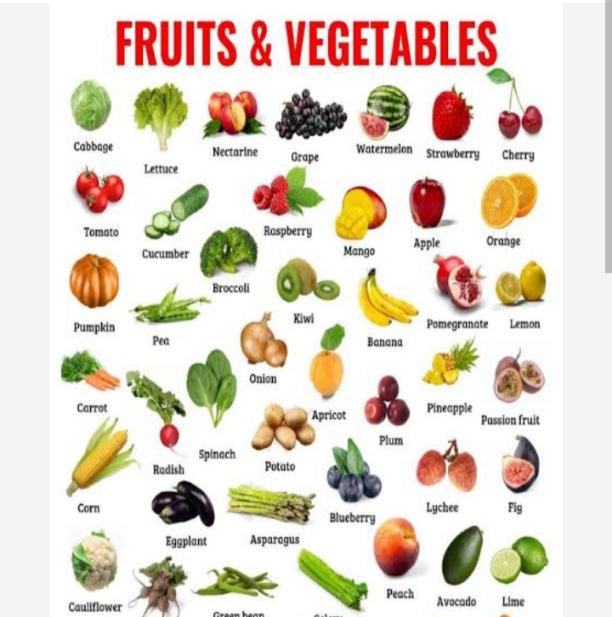 FRUITS & VEGETABLES
Cabbage
Lettuce
Nectarine
Grape
Watermelon
Strawberry
Cherry
Tomato
Cucumber
Raspberry
Mango
Apple
Orange
Broccoli
Pumpkin
Pea
Kiwi
Banana
Pomegranate
Lemon
Onion
Carrot
Radish
Spinach
Apricot
Plum
Pineapple
Passion fruit
Potato
Corn
Eggplant
Asparagus
Blueberry
Lychee
Fig
Cauliflower
Green bean
Celery
Peach
Avocado
Lime